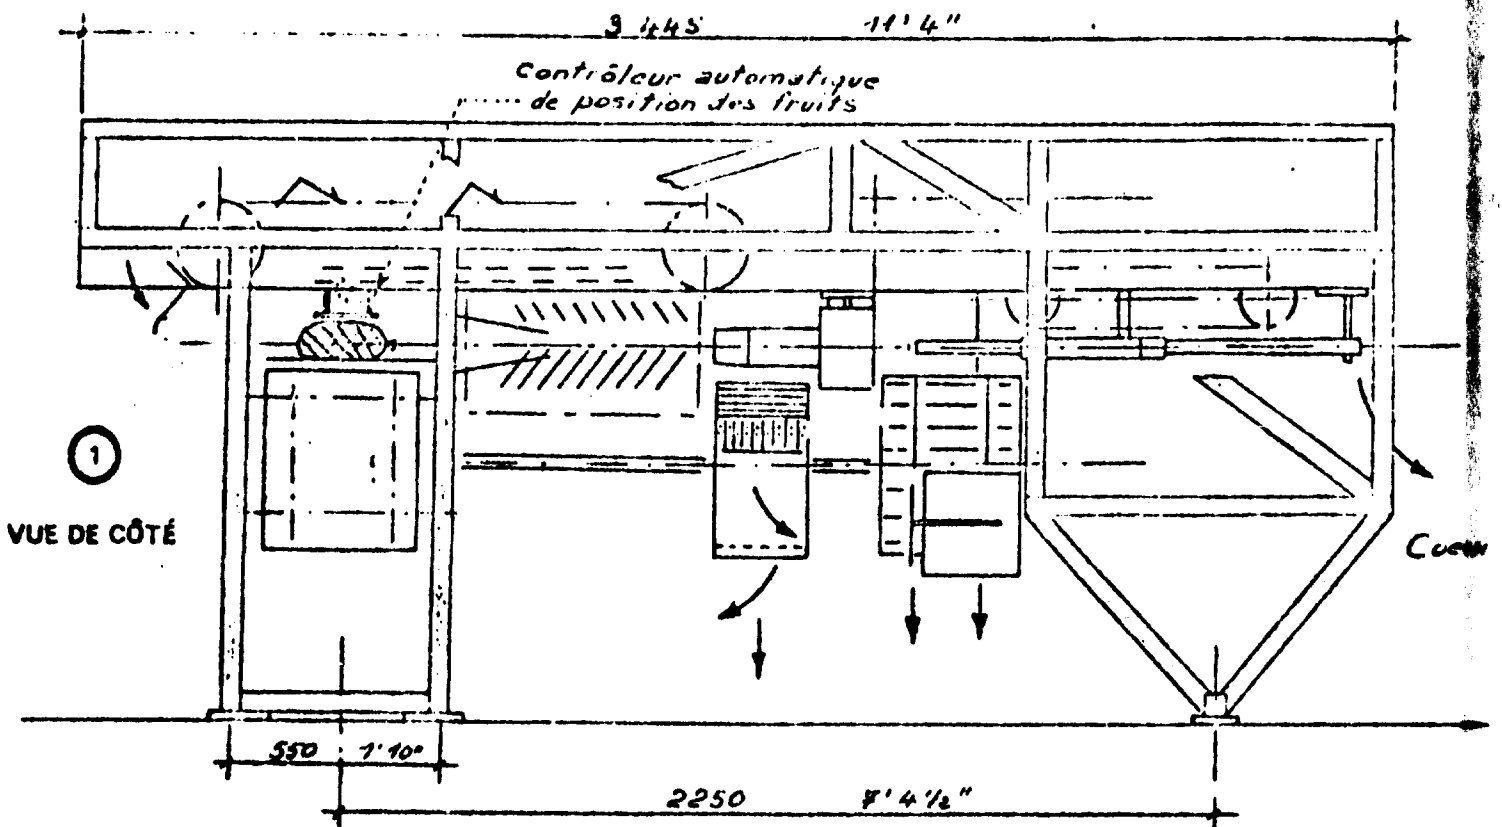 3 445 11' 4"
Contrôleur automatique
de position des fruits
1
VUE DE CÔTÉ
550 1' 10"
2250 7' 4 1/2"